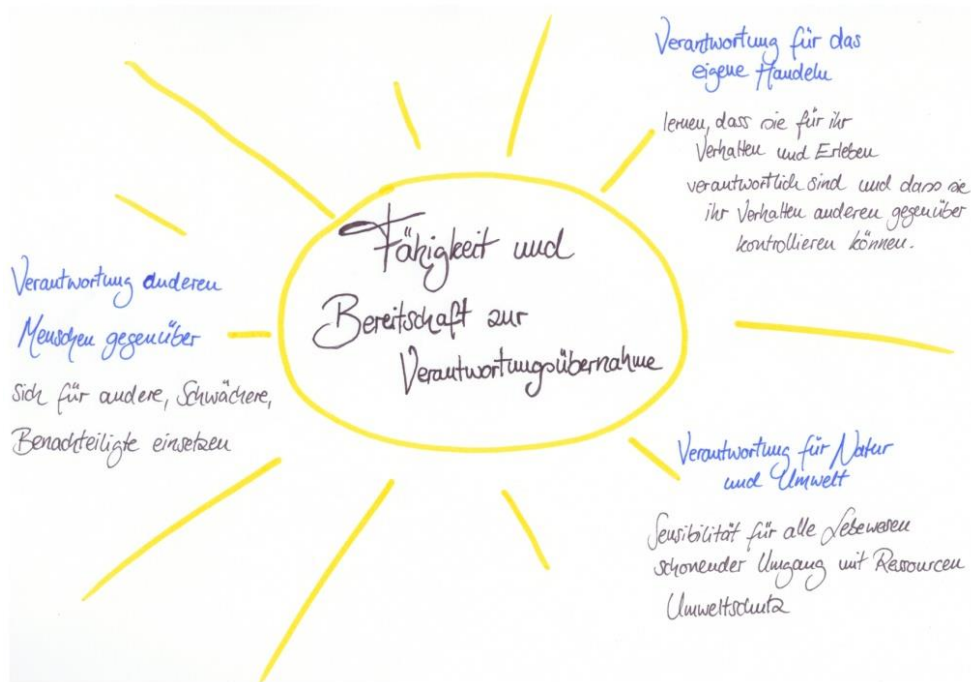 Fähigkeit und
Bereitschaft zur
Verantwortungsübernahme
Verantwortung für das
eigene Handeln
lernen, dass sie für ihr
Verhalten und Erleben
verantwortlich sind und dass sie
ihr Verhalten anderen gegenüber
kontrollieren können.
Verantwortung anderen
Menschen gegenüber
sich für andere, Schwächere,
Benachteiligte einsetzen
Verantwortung für Natur
und Umwelt
Sensibilität für alle Lebewesen
schonender Umgang mit Ressourcen
Umweltschutz